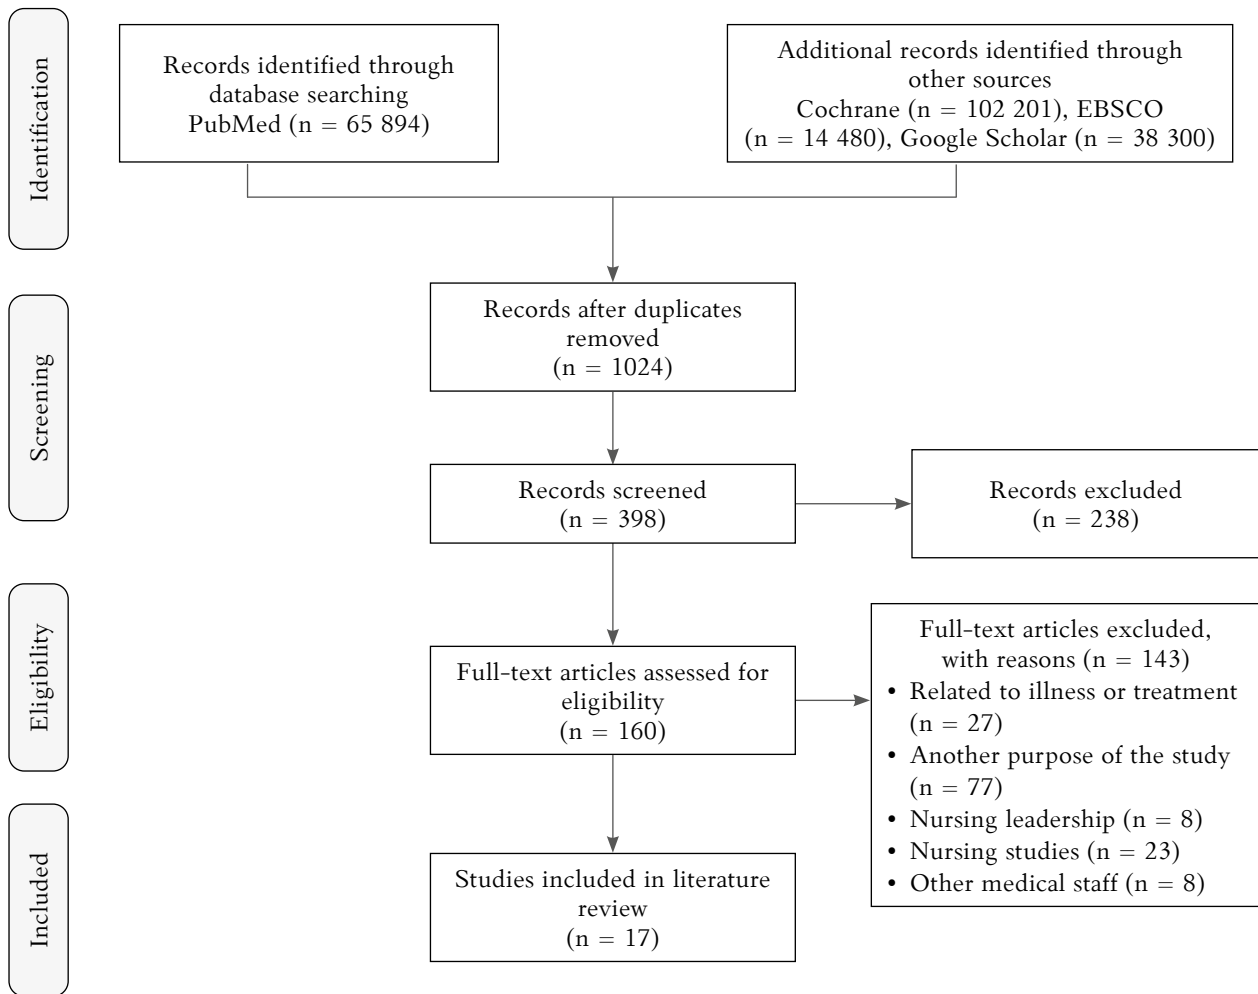 Identification
Records identified through
database searching
PubMed (n = 65 894)
Additional records identified through
other sources
Cochrane (n = 102 201), EBSCO
(n = 14 480), Google Scholar (n = 38 300)
Screening
Records after duplicates
removed
(n = 1024)
Records screened
(n = 398)
Records excluded
(n = 238)
Eligibility
Full-text articles assessed for
eligibility
(n = 160)
Full-text articles excluded,
with reasons (n = 143)
• Related to illness or treatment
(n = 27)
• Another purpose of the study
(n = 77)
• Nursing leadership (n = 8)
• Nursing studies (n = 23)
• Other medical staff (n = 8)
Included
Studies included in literature
review
(n = 17)